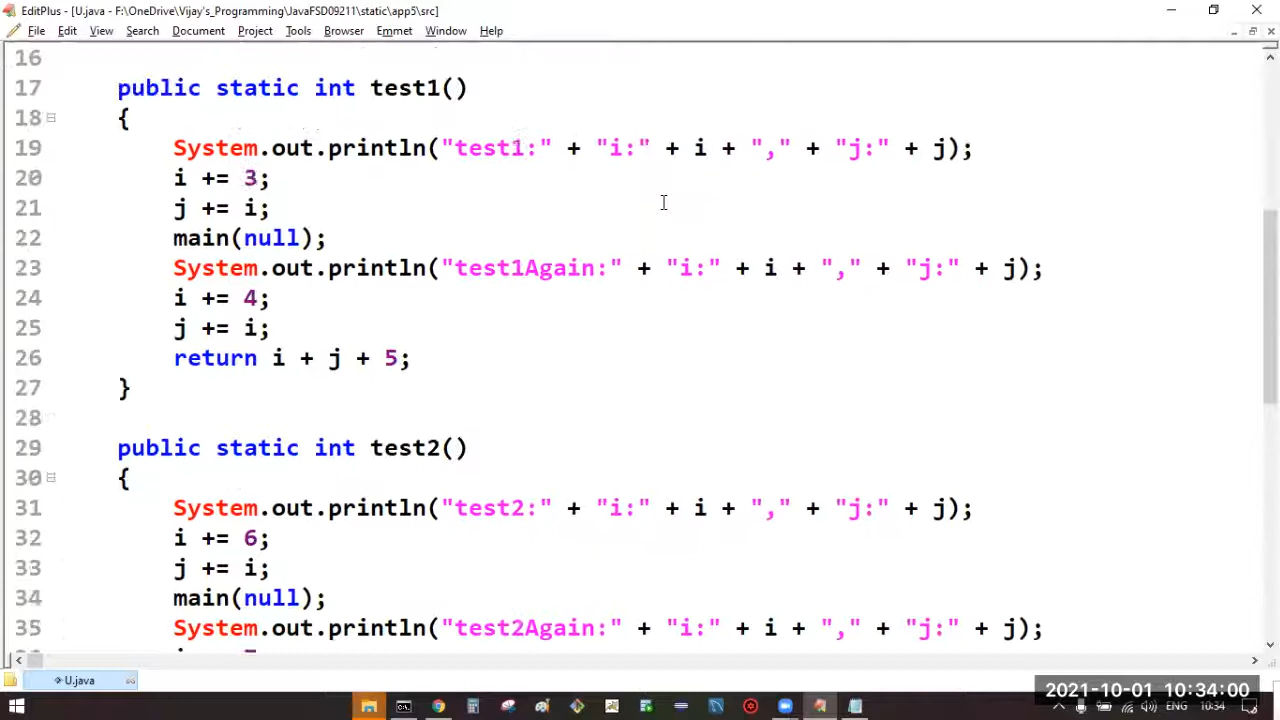 EditPlus - [U.java - F:\OneDrive\Vijay's_Programming\JavaFSD09211\static\app5\src]
File Edit View Search Document Project Tools Browser Emmet Window Help
16
17 public static int test1()
18 {
19 System.out.println("test1:" + "i:" + i + "," + "j:" + j);
20 i += 3;
21 j += i;
22 main(null);
23 System.out.println("test1Again:" + "i:" + i + "," + "j:" + j);
24 i += 4;
25 j += i;
26 return i + j + 5;
27 }
28
29 public static int test2()
30 {
31 System.out.println("test2:" + "i:" + i + "," + "j:" + j);
32 i += 6;
33 j += i;
34 main(null);
35 System.out.println("test2Again:" + "i:" + i + "," + "j:" + j);
U.java
2021-10-01 10:34:00
ENG 10:34